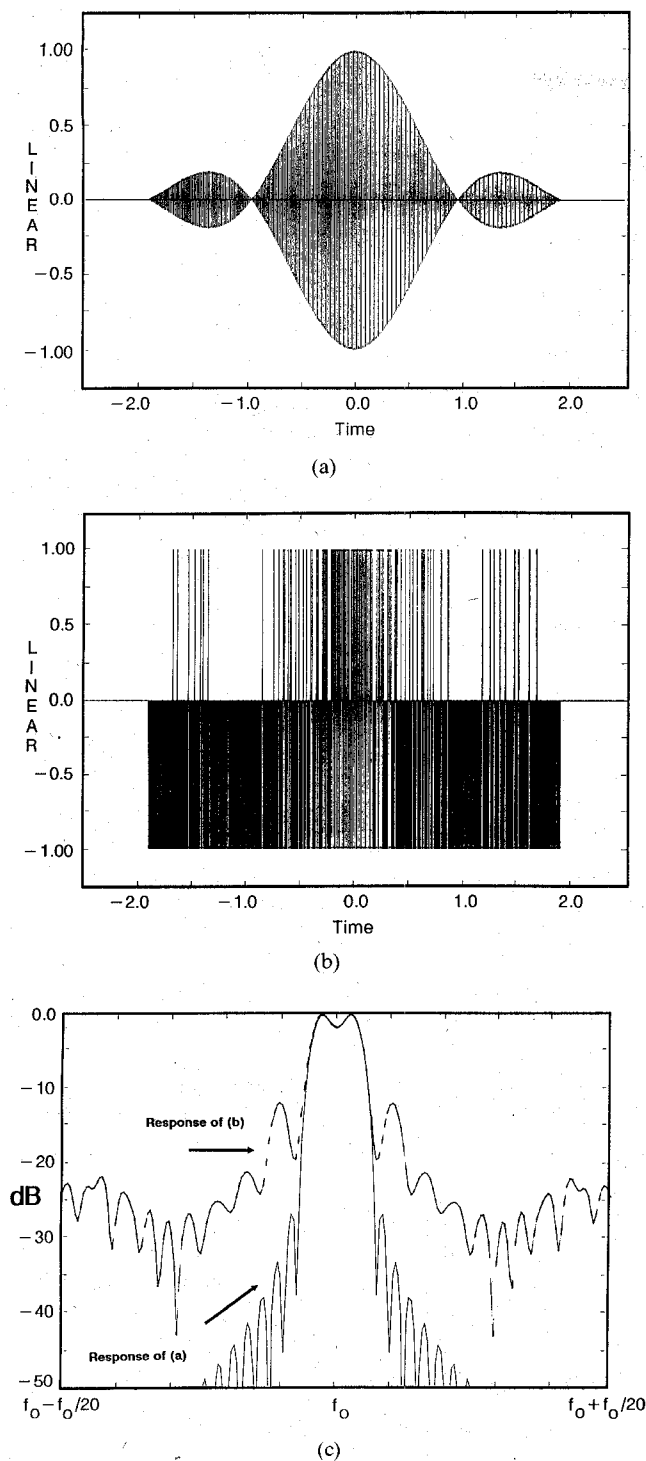 1.00
0.5
0.0
−0.5
−1.00
L
I
N
E
A
R
−2.0 −1.0 0.0 1.0 2.0
Time
(a)
1.00
0.5
0.0
−0.5
−1.00
L
I
N
E
A
R
−2.0 −1.0 0.0 1.0 2.0
Time
(b)
0.0
−10
−20
−30
−40
−50
dB
Response of (b)
Response of (a)
fo−fo/20 fo fo+fo/20
(c)